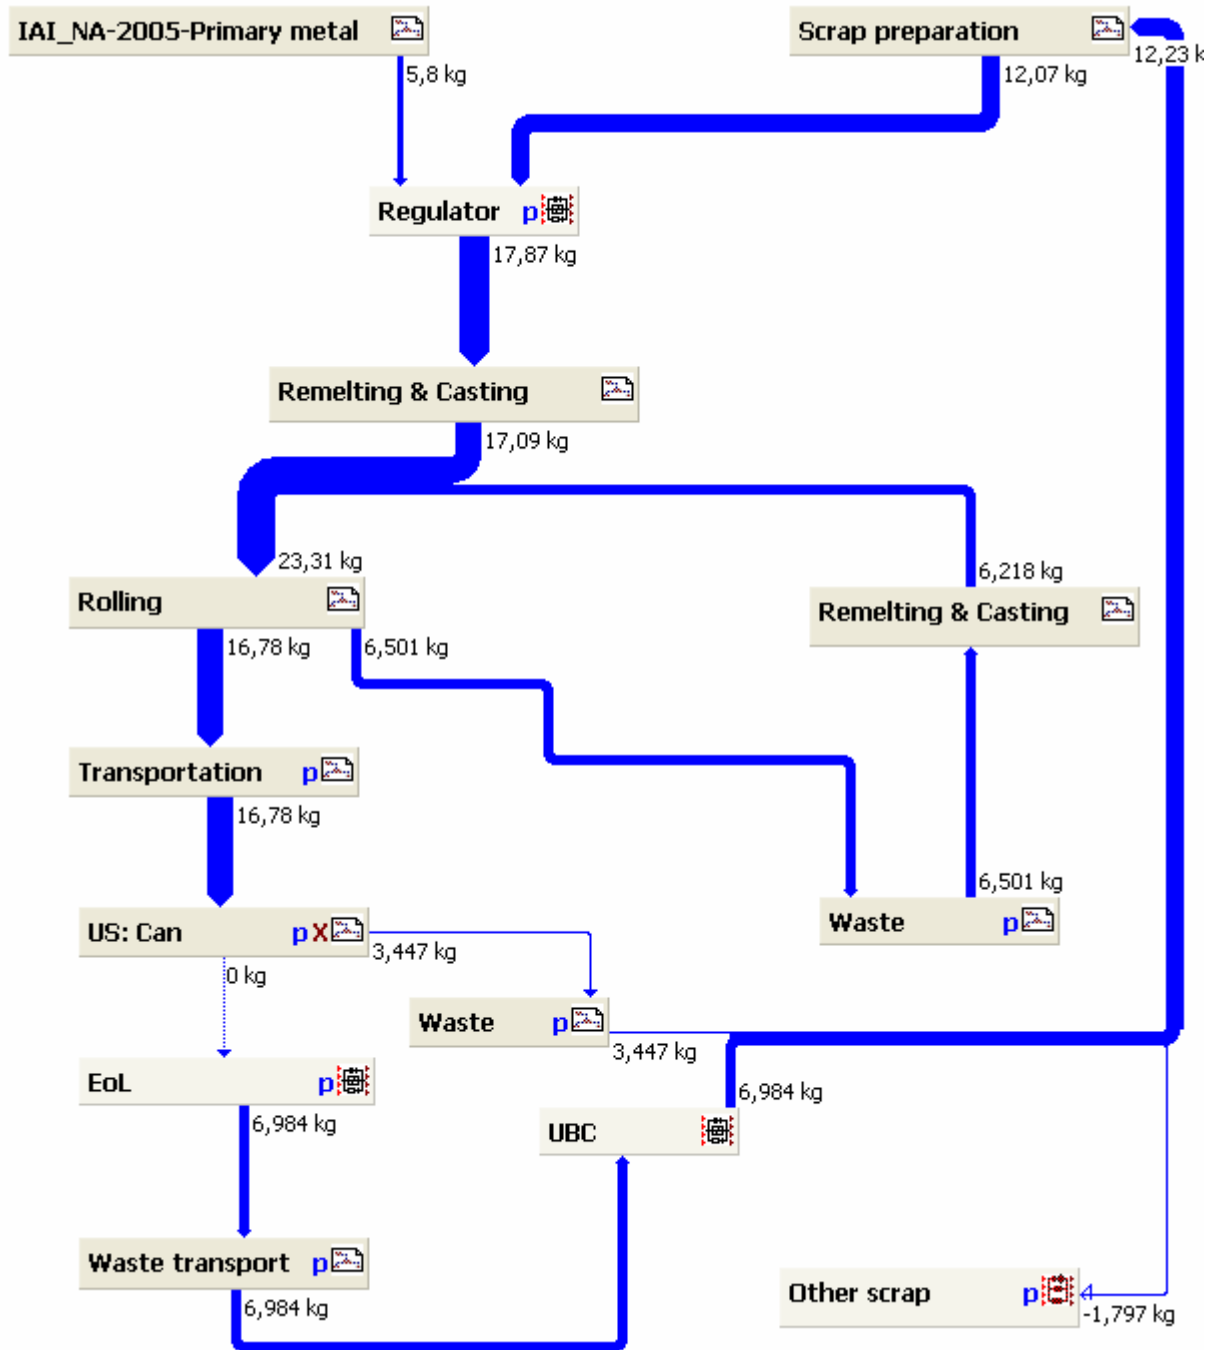 IAI_NA-2005-Primary metal
Scrap preparation
5,8 kg
12,07 kg
12,23 k
Regulator p
17,87 kg
Remelting & Casting
17,09 kg
23,31 kg
6,218 kg
Rolling
Remelting & Casting
16,78 kg
6,501 kg
Transportation p
16,78 kg
6,501 kg
US: Can p X
Waste p
3,447 kg
0 kg
Waste p
3,447 kg
EoL p
6,984 kg
6,984 kg
UBC
Waste transport p
6,984 kg
Other scrap p
-1,797 kg